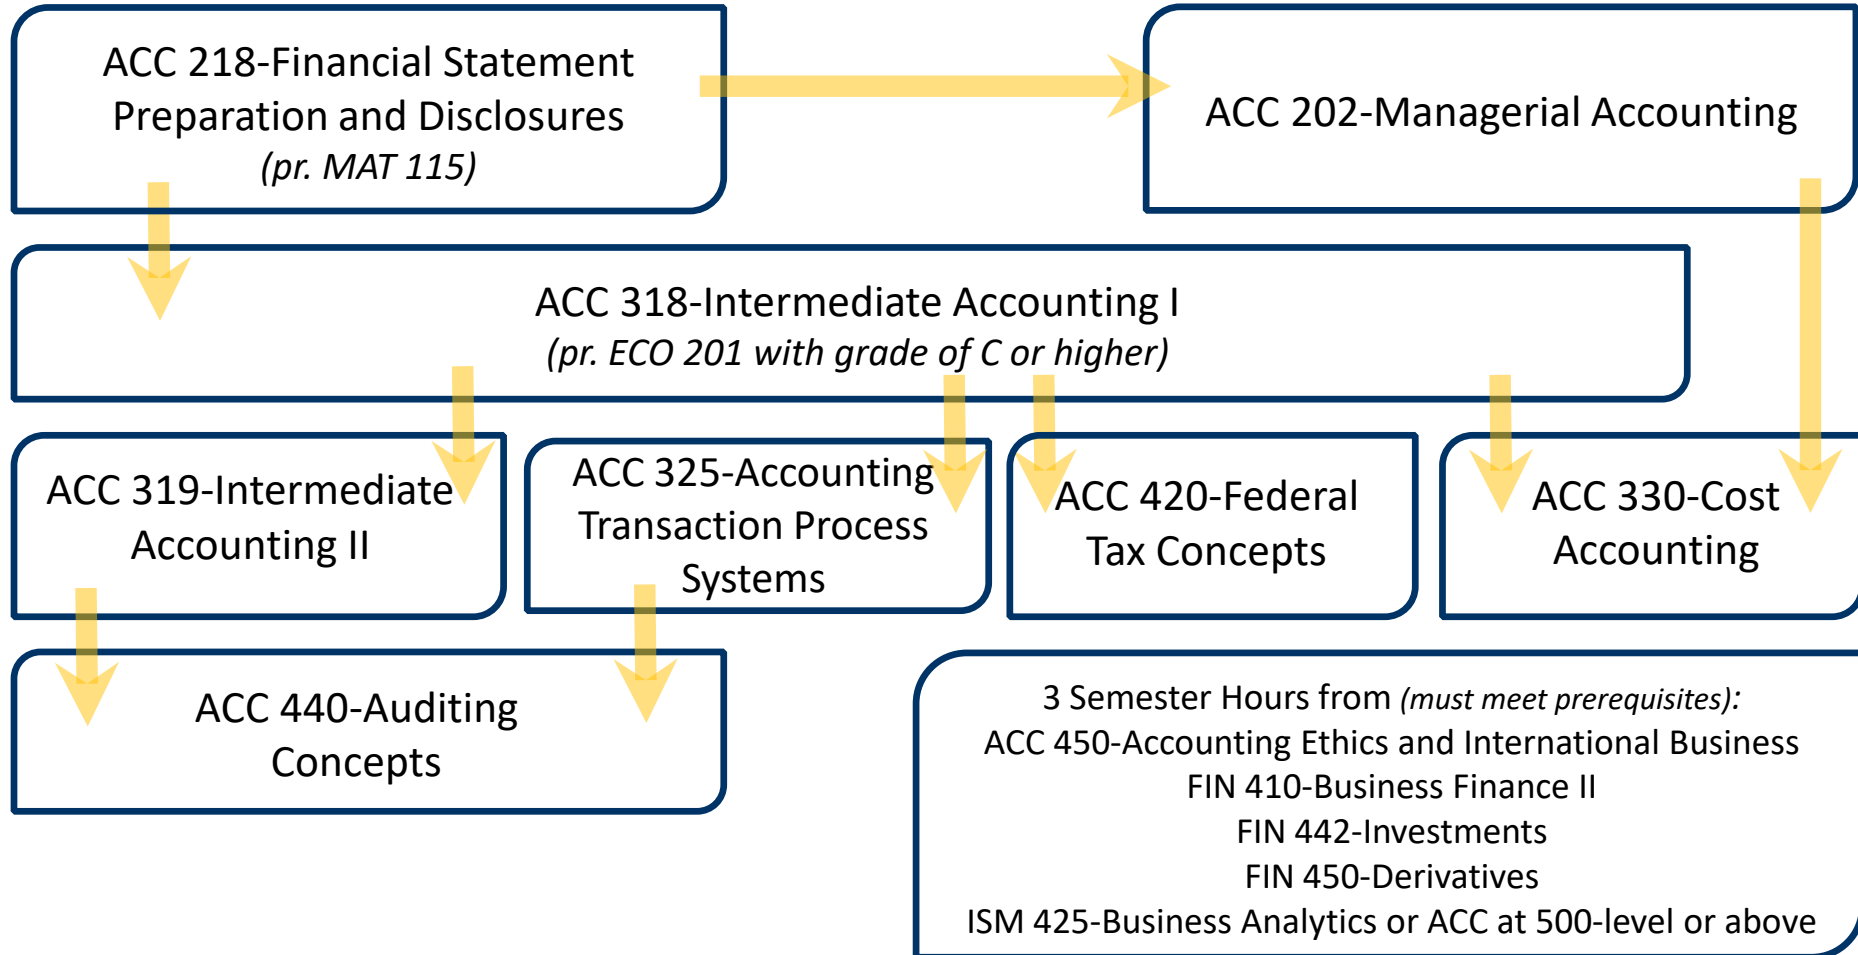 ACC 218-Financial Statement
Preparation and Disclosures
(pr. MAT 115)
ACC 202-Managerial Accounting
ACC 318-Intermediate Accounting I
(pr. ECO 201 with grade of C or higher)
ACC 319-Intermediate
Accounting II
ACC 325-Accounting
Transaction Process
Systems
ACC 420-Federal
Tax Concepts
ACC 330-Cost
Accounting
ACC 440-Auditing
Concepts
3 Semester Hours from (must meet prerequisites):
ACC 450-Accounting Ethics and International Business
FIN 410-Business Finance II
FIN 442-Investments
FIN 450-Derivatives
ISM 425-Business Analytics or ACC at 500-level or above